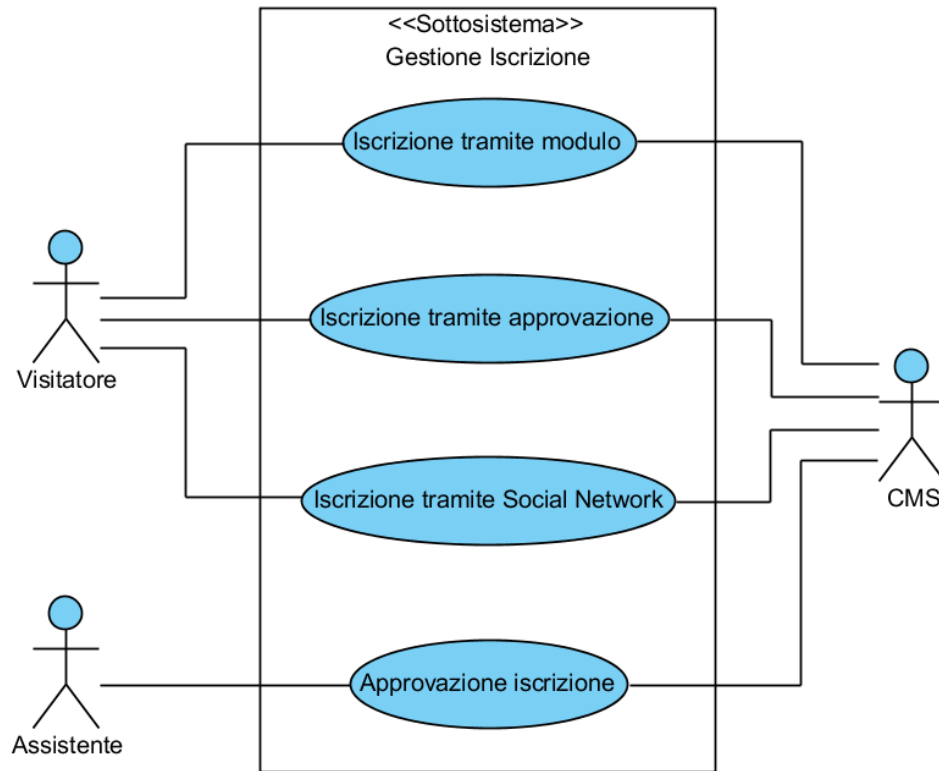 <<Sottosistema>>
Gestione Iscrizione
Iscrizione tramite modulo
Iscrizione tramite approvazione
Visitatore
Iscrizione tramite Social Network
CMS
Approvazione iscrizione
Assistente